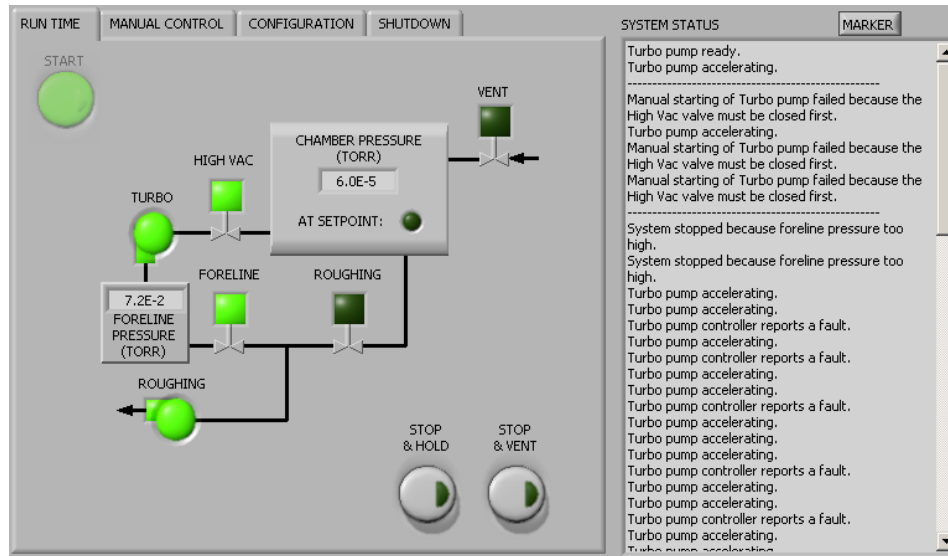 RUN TIME
MANUAL CONTROL
CONFIGURATION
SHUTDOWN
START
VENT
CHAMBER PRESSURE
(TORR)
6.0E-5
AT SETPOINT:
HIGH VAC
TURBO
FORELINE
ROUGHING
7.2E-2
FORELINE
PRESSURE
(TORR)
ROUGHING
STOP
& HOLD
STOP
& VENT
SYSTEM STATUS
MARKER
Turbo pump ready.
Turbo pump accelerating.
------------------------------------------------
Manual starting of Turbo pump failed because the
High Vac valve must be closed first.
Turbo pump accelerating.
Manual starting of Turbo pump failed because the
High Vac valve must be closed first.
Manual starting of Turbo pump failed because the
High Vac valve must be closed first.
------------------------------------------------
System stopped because foreline pressure too
high.
System stopped because foreline pressure too
high.
Turbo pump accelerating.
Turbo pump accelerating.
Turbo pump controller reports a fault.
Turbo pump accelerating.
Turbo pump controller reports a fault.
Turbo pump accelerating.
Turbo pump accelerating.
Turbo pump controller reports a fault.
Turbo pump accelerating.
Turbo pump accelerating.
Turbo pump accelerating.
Turbo pump controller reports a fault.
Turbo pump accelerating.
Turbo pump accelerating.
Turbo pump controller reports a fault.
Turbo pump accelerating.
Turbo pump accelerating